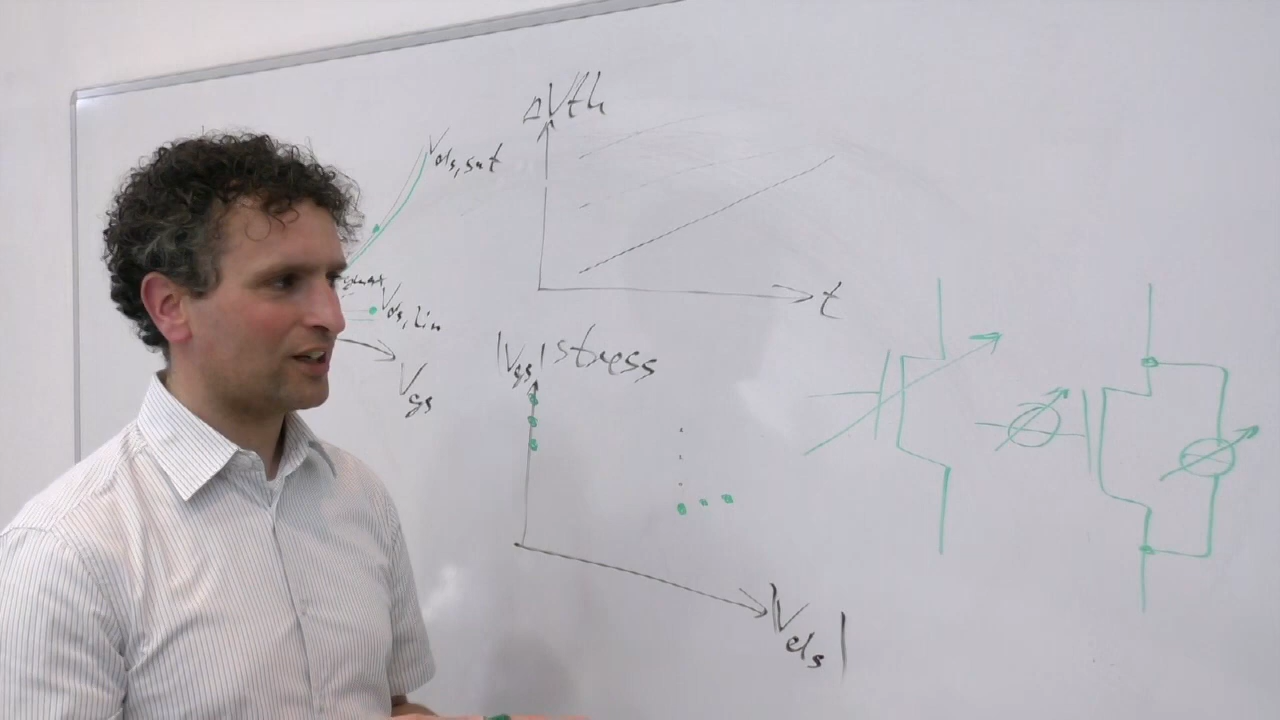 ΔVth
Vds,sat
Vds,lin
t
|Vgs| stress
Vgs
|Vds|